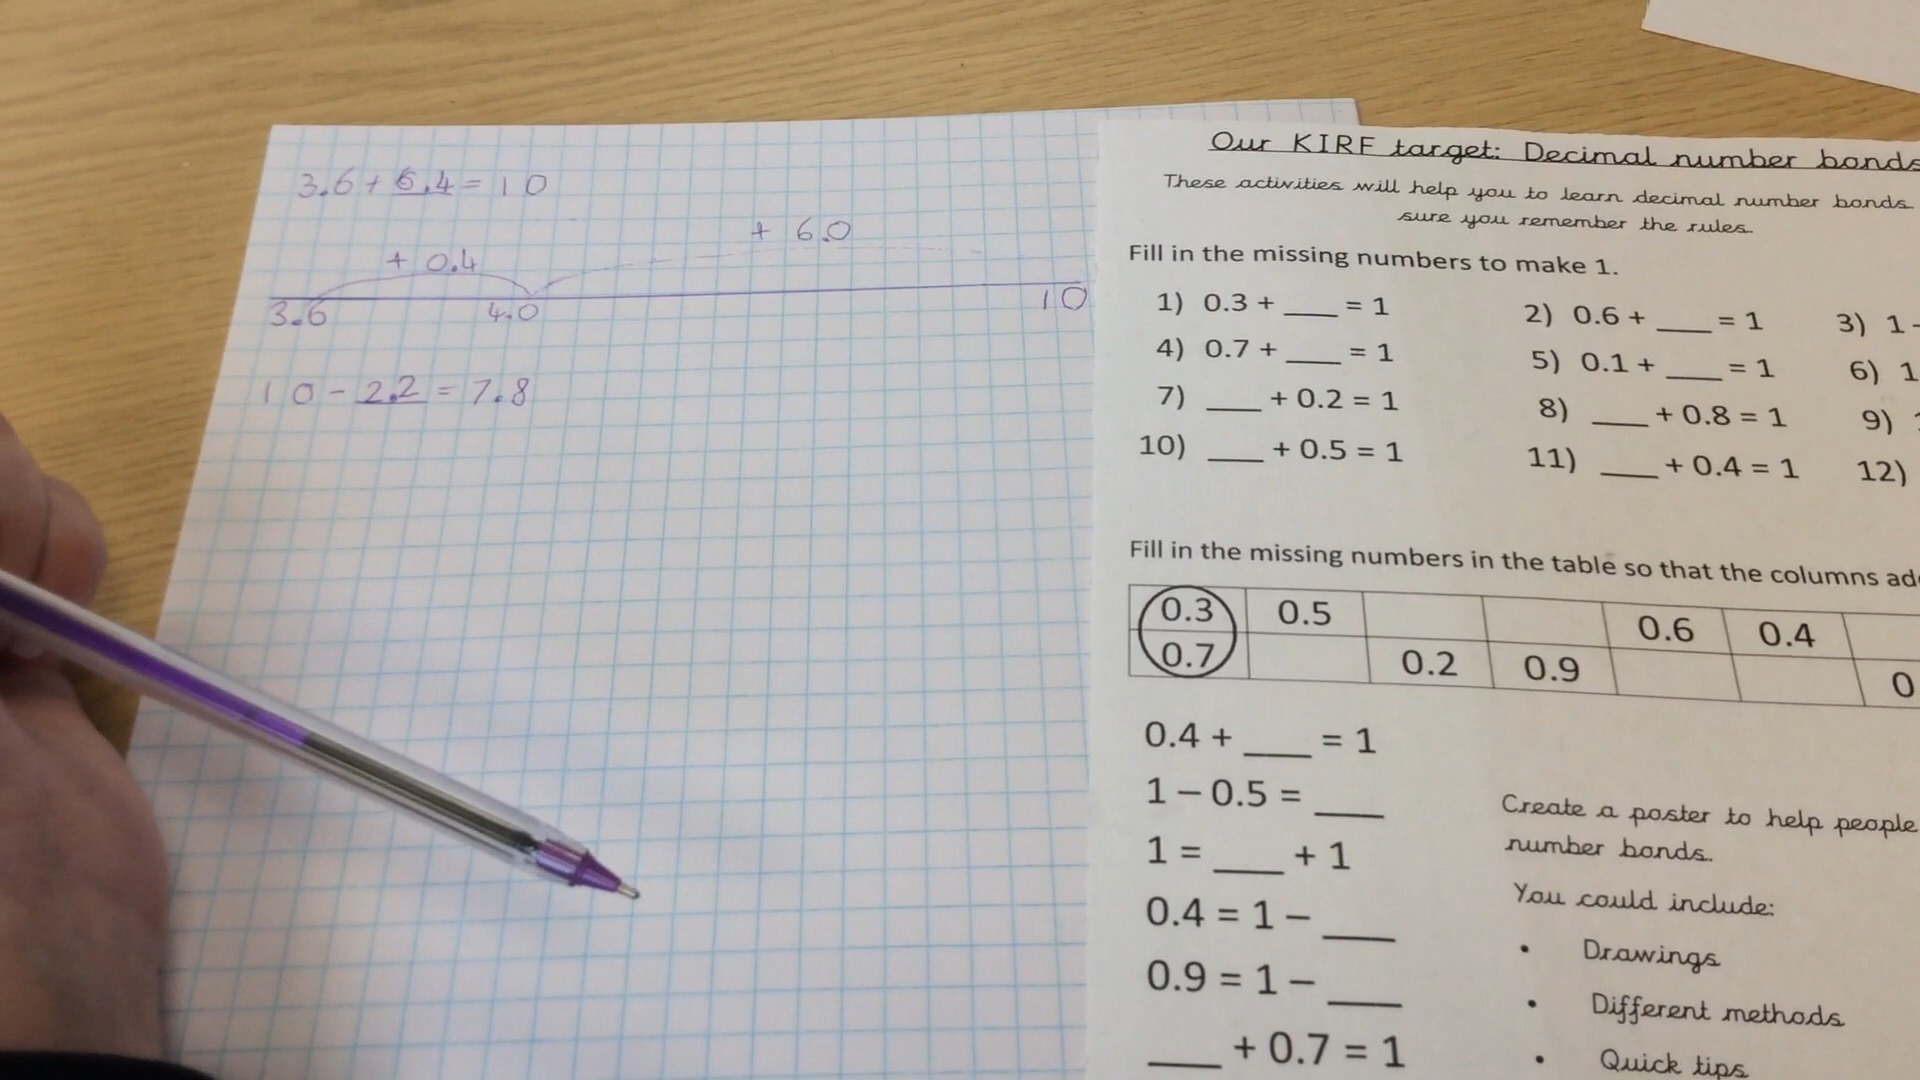 3.6 + 6.4 = 10
+ 6.0
+ 0.4
3.6 4.0 10
10 - 2.2 = 7.8
Our KIRF target: Decimal number bonds
These activities will help you to learn decimal number bonds.
sure you remember the rules.
Fill in the missing numbers to make 1.
1) 0.3 + ___ = 1 2) 0.6 + ___ = 1 3) 1 -
4) 0.7 + ___ = 1 5) 0.1 + ___ = 1 6) 1
7) ___ + 0.2 = 1 8) ___ + 0.8 = 1 9)
10) ___ + 0.5 = 1 11) ___ + 0.4 = 1 12)
Fill in the missing numbers in the table so that the columns
0.3 0.5 0.6 0.4
0.7 0.2 0.9 0
0.4 + ___ = 1
1 – 0.5 = ___
1 = ___ + 1
0.4 = 1 – ___
0.9 = 1 – ___
___ + 0.7 = 1
Create a poster to help people
number bonds.
You could include:
• Drawings
• Different methods
• Quick tips